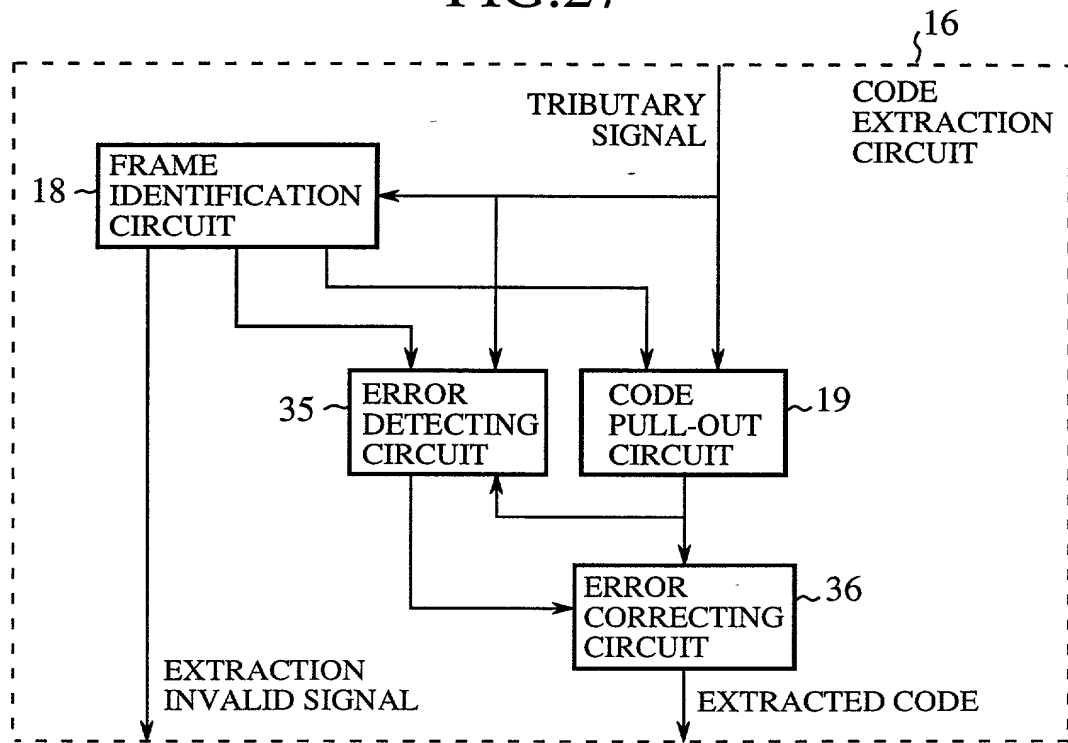 FIG.27
16
TRIBUTARY
SIGNAL
CODE
EXTRACTION
CIRCUIT
18
FRAME
IDENTIFICATION
CIRCUIT
35
ERROR
DETECTING
CIRCUIT
CODE
PULL-OUT
CIRCUIT
19
ERROR
CORRECTING
CIRCUIT
36
EXTRACTION
INVALID SIGNAL
EXTRACTED CODE